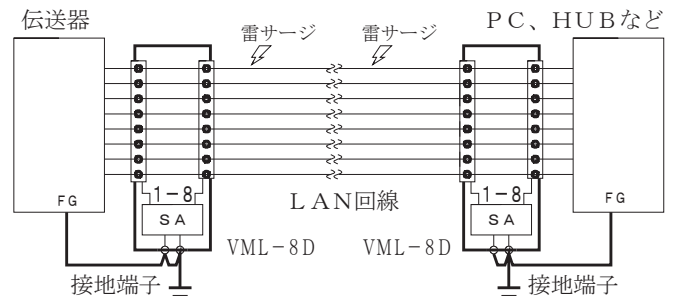 伝送器
雷サージ
雷サージ
PC、HUBなど
1-8
1-8
LAN回線
FG
SA
SA
FG
VML-8D
VML-8D
接地端子
接地端子